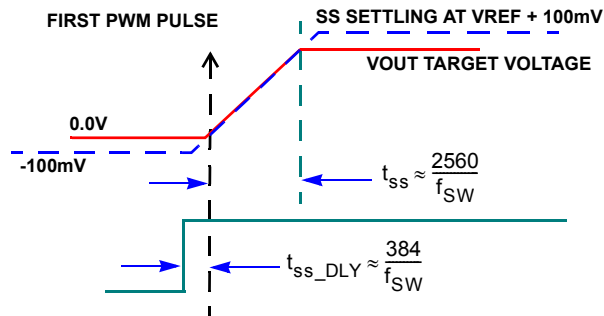 FIRST PWM PULSE
SS SETTLING AT VREF + 100mV
VOUT TARGET VOLTAGE
0.0V
-100mV
t_ss ≈ 2560 / f_SW
t_ss_DLY ≈ 384 / f_SW